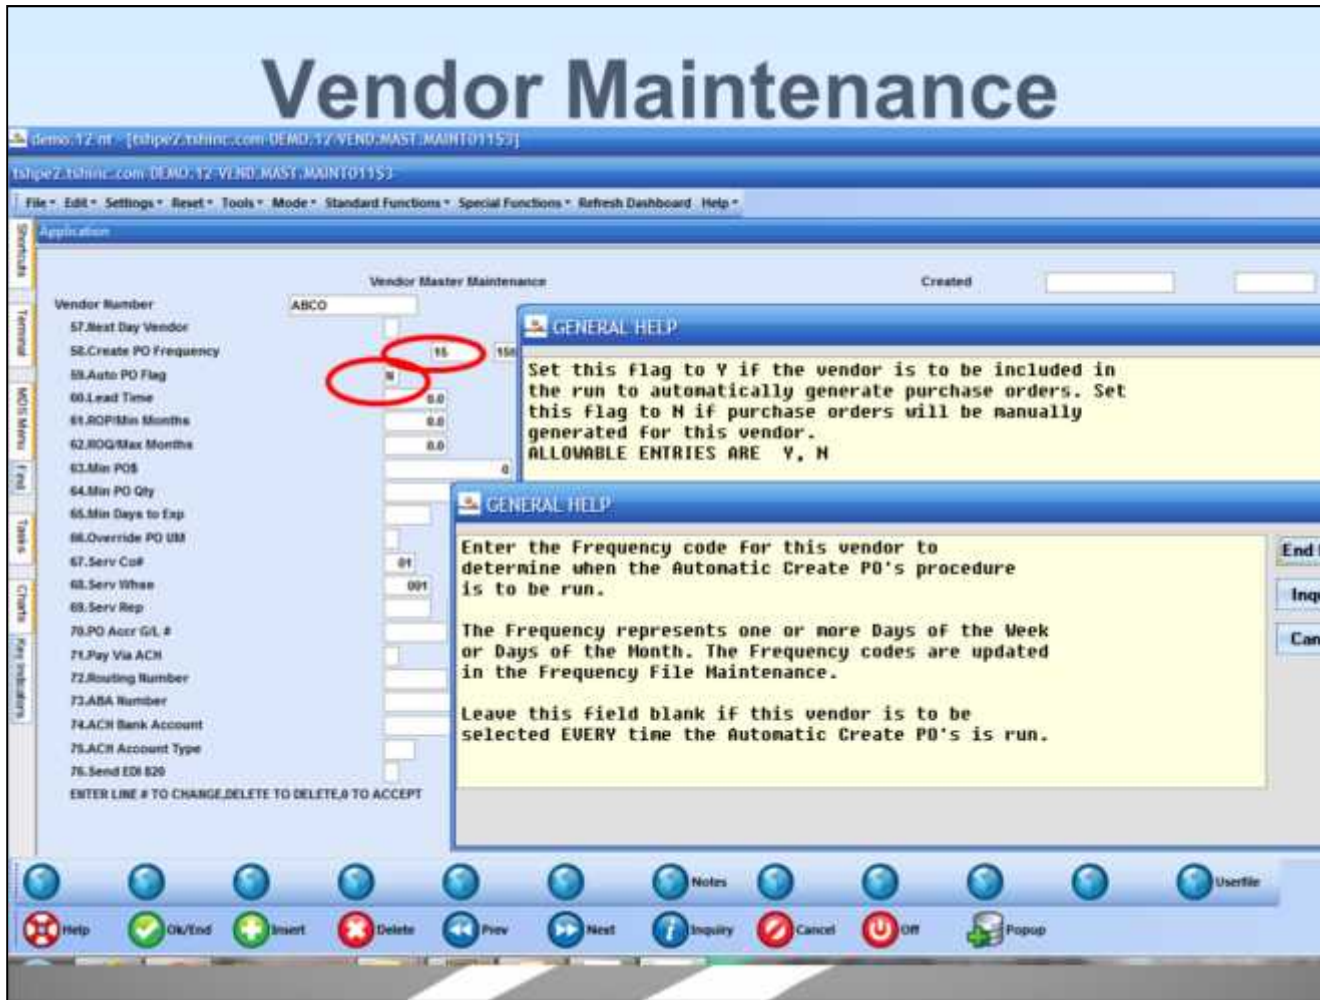 Vendor Maintenance
demo.12 nt - [tshpe2.tshinc.com-DEMO.12-VEND.MAST.MAINT01153]
tshpe2.tshinc.com-DEMO.12-VEND.MAST.MAINT01153
File Edit Settings Reset Tools Mode Standard Functions Special Functions Refresh Dashboard Help
Application
Shortcuts
Terminal
MDS Menu
Find
Tasks
Charts
Key Indicators
Vendor Master Maintenance
Created
Vendor Number ABCO
57.Next Day Vendor
58.Create PO Frequency 15
59.Auto PO Flag N
60.Lead Time 0.0
61.ROP/Min Months 0.0
62.ROQ/Max Months 0.0
63.Min PO$ 0
64.Min PO Qty
65.Min Days to Exp
66.Override PO UM
67.Serv Co# 01
68.Serv Whse 001
69.Serv Rep
70.PO Accr G/L #
71.Pay Via ACH
72.Routing Number
73.ABA Number
74.ACH Bank Account
75.ACH Account Type
76.Send EDI 820
ENTER LINE # TO CHANGE,DELETE TO DELETE,0 TO ACCEPT
GENERAL HELP
Set this flag to Y if the vendor is to be included in
the run to automatically generate purchase orders. Set
this flag to N if purchase orders will be manually
generated for this vendor.
ALLOWABLE ENTRIES ARE Y, N
GENERAL HELP
Enter the Frequency code for this vendor to
determine when the Automatic Create PO's procedure
is to be run.
The Frequency represents one or more Days of the Week
or Days of the Month. The Frequency codes are updated
in the Frequency File Maintenance.
Leave this field blank if this vendor is to be
selected EVERY time the Automatic Create PO's is run.
End
Inqu
Can
Notes
Userfile
Help Ok/End Insert Delete Prev Next Inquiry Cancel Off Popup